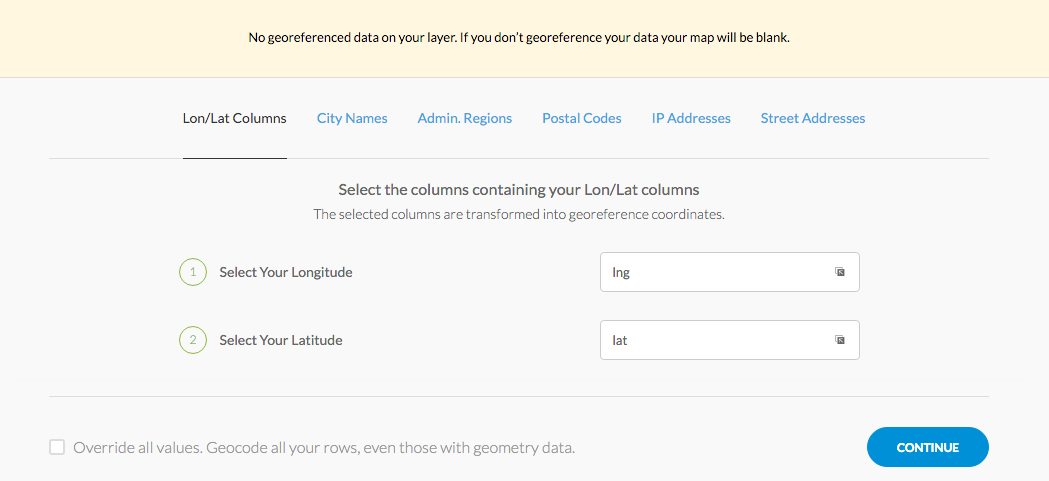 No georeferenced data on your layer. If you don't georeference your data your map will be blank.
Lon/Lat Columns City Names Admin. Regions Postal Codes IP Addresses Street Addresses
Select the columns containing your Lon/Lat columns
The selected columns are transformed into georeference coordinates.
1 Select Your Longitude lng
2 Select Your Latitude lat
Override all values. Geocode all your rows, even those with geometry data. CONTINUE